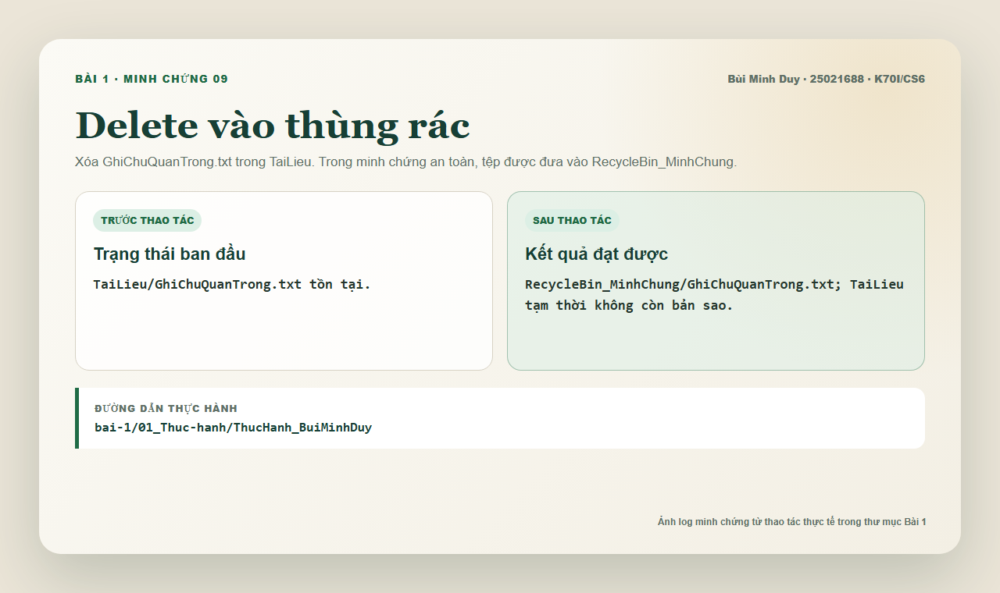 BÀI 1 · MINH CHỨNG 09
Bùi Minh Duy · 25021688 · K70I/CS6
Delete vào thùng rác
Xóa GhiChuQuanTrong.txt trong TaiLieu. Trong minh chứng an toàn, tệp được đưa vào RecycleBin_MinhChung.
TRƯỚC THAO TÁC
Trạng thái ban đầu
TaiLieu/GhiChuQuanTrong.txt tồn tại.
SAU THAO TÁC
Kết quả đạt được
RecycleBin_MinhChung/GhiChuQuanTrong.txt; TaiLieu
tạm thời không còn bản sao.
ĐƯỜNG DẪN THỰC HÀNH
bai-1/01_Thuc-hanh/ThucHanh_BuiMinhDuy
Ảnh log minh chứng từ thao tác thực tế trong thư mục Bài 1